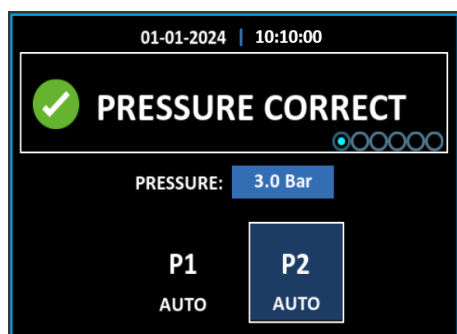 01-01-2024 | 10:10:00
PRESSURE CORRECT
PRESSURE: 3.0 Bar
P1 P2
AUTO AUTO